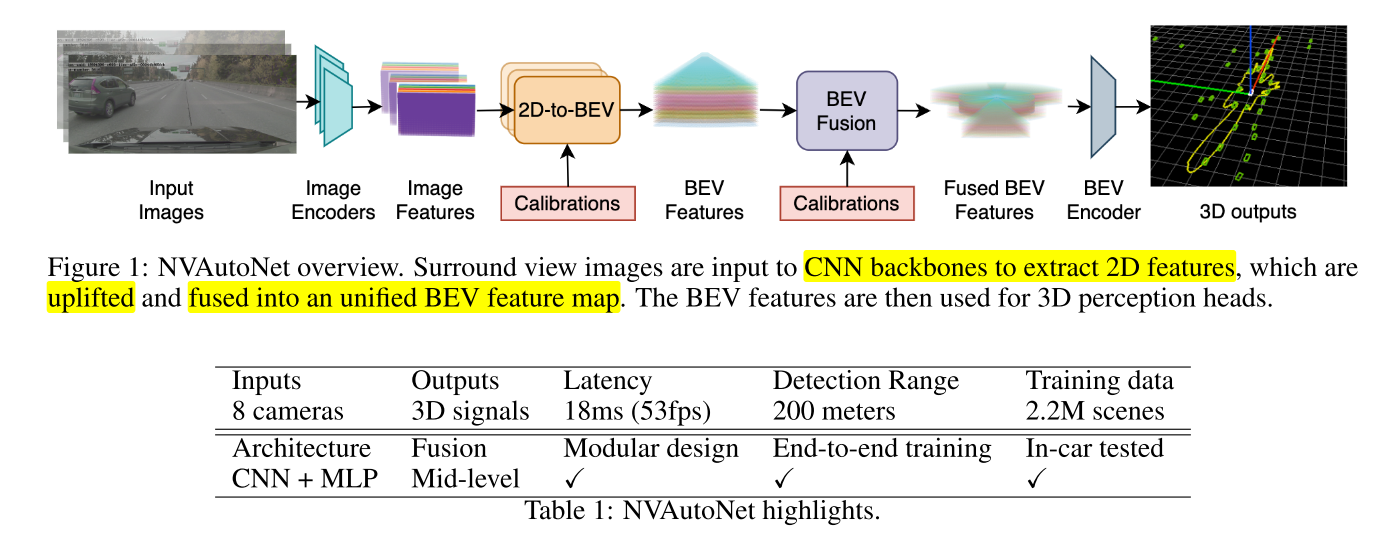 Input
Images
Image
Encoders
Image
Features
2D-to-BEV
Calibrations
BEV
Features
BEV
Fusion
Calibrations
Fused BEV
Features
BEV
Encoder
3D outputs
Figure 1: NVAutoNet overview. Surround view images are input to CNN backbones to extract 2D features, which are
uplifted and fused into an unified BEV feature map. The BEV features are then used for 3D perception heads.
Inputs Outputs Latency Detection Range Training data
8 cameras 3D signals 18ms (53fps) 200 meters 2.2M scenes
Architecture Fusion Modular design End-to-end training In-car tested
CNN + MLP Mid-level ✓ ✓ ✓
Table 1: NVAutoNet highlights.